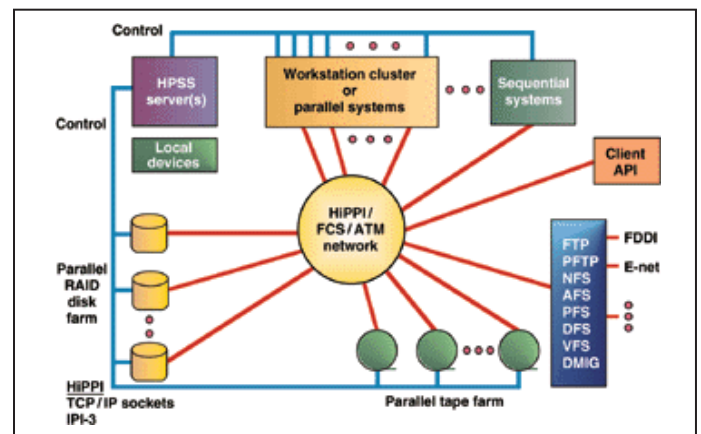 Control
HPSS
server(s)
Workstation cluster
or
parallel systems
Sequential
systems
Control
Local
devices
Client
API
HiPPI/
FCS/ATM
network
FTP
PFTP
NFS
AFS
PFS
DFS
VFS
DMIG
FDDI
E-net
Parallel
RAID
disk
farm
HiPPI
TCP/IP sockets
IPI-3
Parallel tape farm